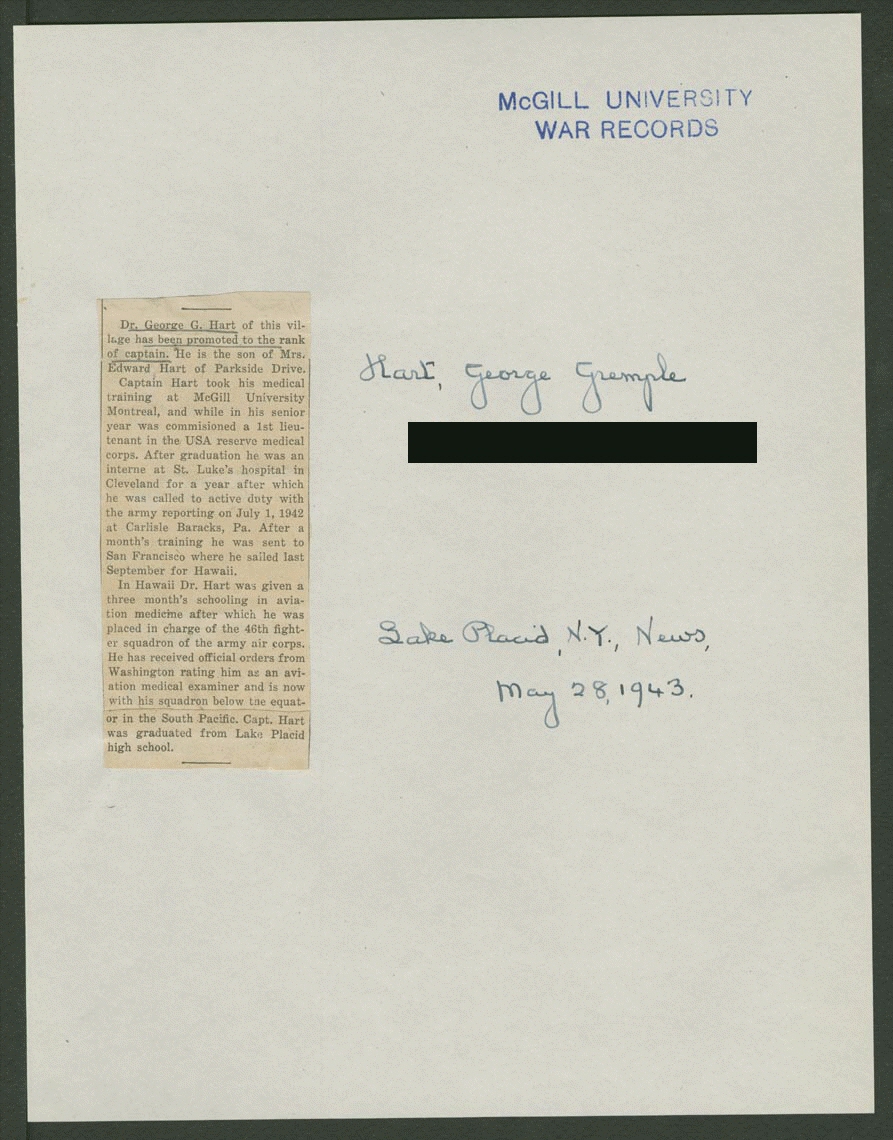 McGILL UNIVERSITY
WAR RECORDS
Dr. George G. Hart of this vil-
lage has been promoted to the rank
of captain. He is the son of Mrs.
Edward Hart of Parkside Drive.
Captain Hart took his medical
training at McGill University
Montreal, and while in his senior
year was commisioned a 1st lieu-
tenant in the USA reserve medical
corps. After graduation he was an
interne at St. Luke's hospital in
Cleveland for a year after which
he was called to active duty with
the army reporting on July 1, 1942
at Carlisle Baracks, Pa. After a
month's training he was sent to
San Francisco where he sailed last
September for Hawaii.
In Hawaii Dr. Hart was given a
three month's schooling in avia-
tion medicine after which he was
placed in charge of the 46th fight-
er squadron of the army air corps.
He has received official orders from
Washington rating him as an avi-
ation medical examiner and is now
with his squadron below the equat-
or in the South Pacific. Capt. Hart
was graduated from Lake Placid
high school.
Hart, George Gremple
Lake Placid, N.Y., News,
May 28, 1943.